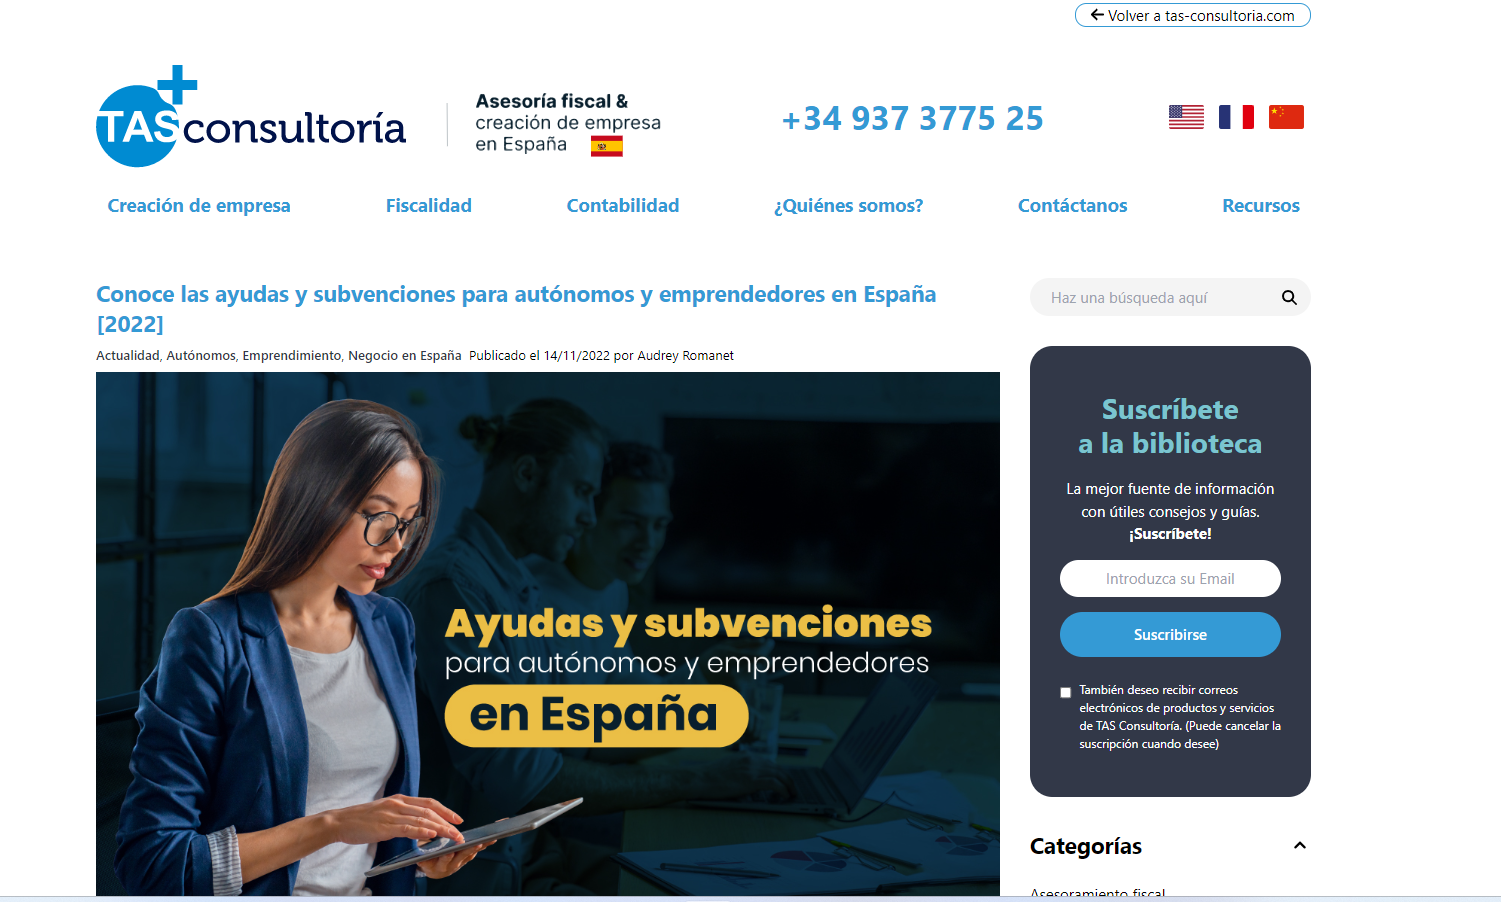 Volver a tas-consultoria.com
TAS consultoría
Asesoría fiscal &
creación de empresa
en España
+34 937 3775 25
Creación de empresa
Fiscalidad
Contabilidad
¿Quiénes somos?
Contáctanos
Recursos
Conoce las ayudas y subvenciones para autónomos y emprendedores en España
[2022]
Actualidad, Autónomos, Emprendimiento, Negocio en España Publicado el 14/11/2022 por Audrey Romanet
Ayudas y subvenciones
para autónomos y emprendedores
en España
Haz una búsqueda aquí
Suscríbete
a la biblioteca
La mejor fuente de información
con útiles consejos y guías.
¡Suscríbete!
Introduzca su Email
Suscribirse
También deseo recibir correos
electrónicos de productos y servicios
de TAS Consultoría. (Puede cancelar la
suscripción cuando desee)
Categorías
Asesoramiento fiscal